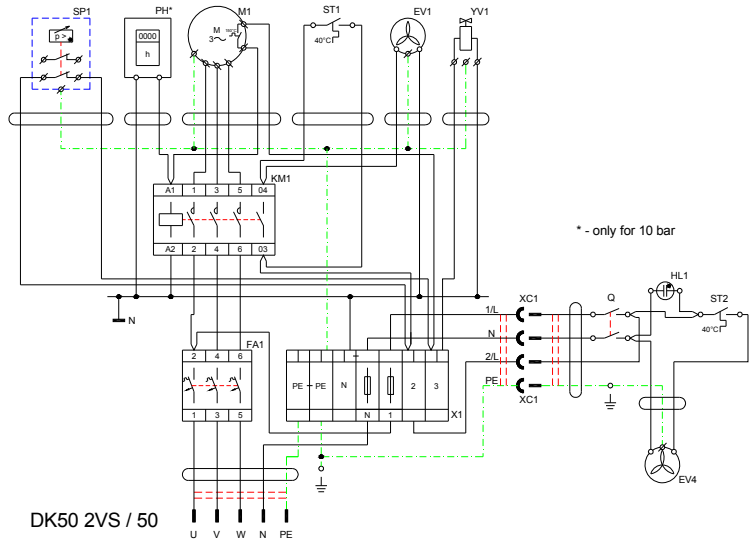 SP1 PH* M1 ST1 EV1 YV1
p >
0000
h
M
3~
150°C
40°C
KM1
A1 1 3 5 04
A2 2 4 6 03
* - only for 10 bar
HL1
XC1 Q ST2
1/L
N
40°C
2/L
PE
XC1
N
FA1
2 4 6
PE PE N 2 3
N 1
X1
1 3 5
EV4
DK50 2VS / 50
U V W N PE